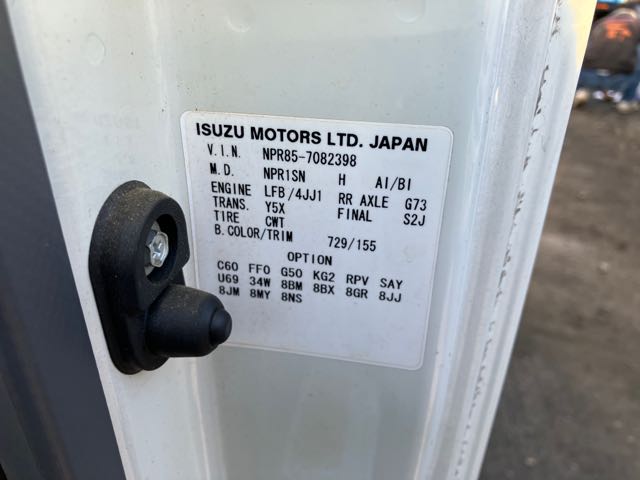 ISUZU MOTORS LTD. JAPAN
V.I.N. NPR85-7082398
M.D. NPR1SN H AI/BI
ENGINE LFB/4JJ1 RR AXLE G73
TRANS. Y5X FINAL S2J
TIRE CWT
B.COLOR/TRIM 729/155
OPTION
C60 FF0 G50 KG2 RPV SAY
U69 34W 8BM 8BX 8GR 8JJ
8JM 8MY 8NS